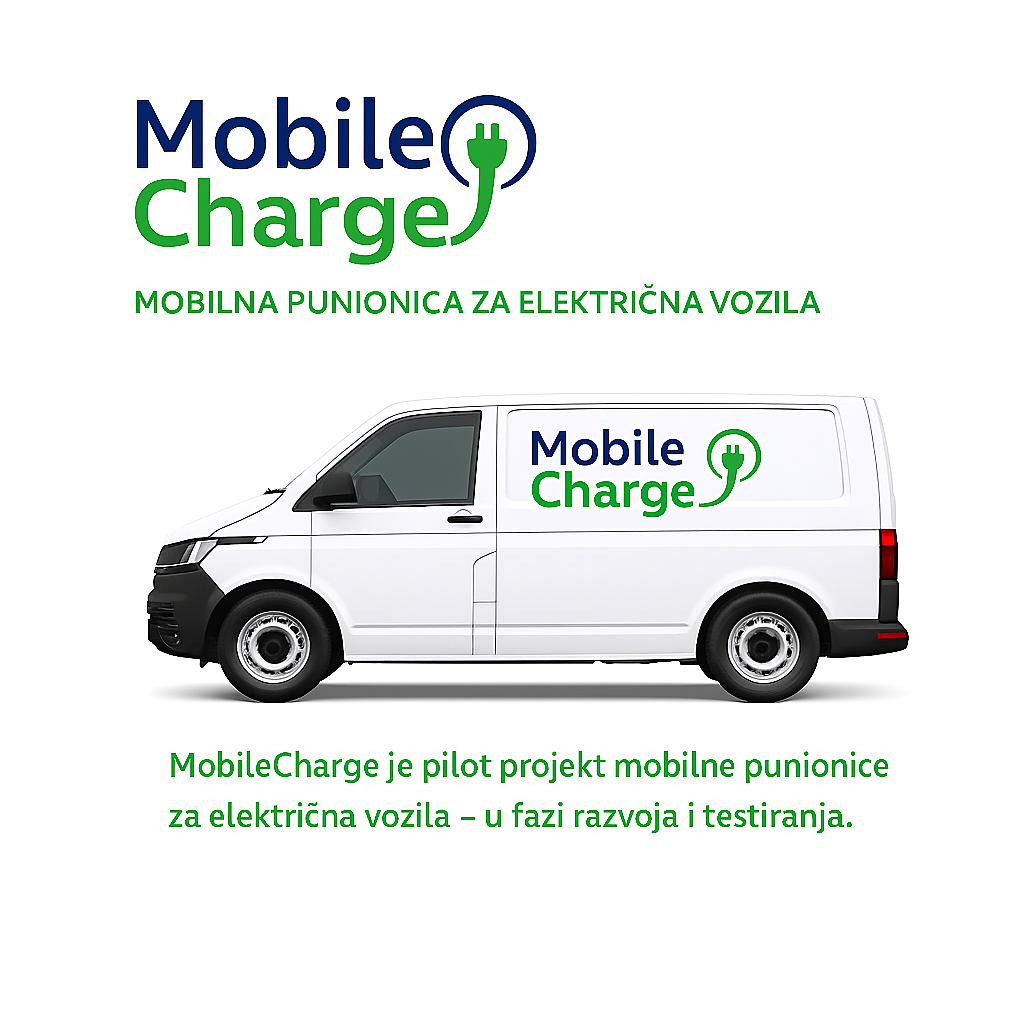 Mobile
Charge
MOBILNA PUNIONICA ZA ELEKTRIČNA VOZILA
Mobile
Charge
MobileCharge je pilot projekt mobilne punionice
za električna vozila – u fazi razvoja i testiranja.